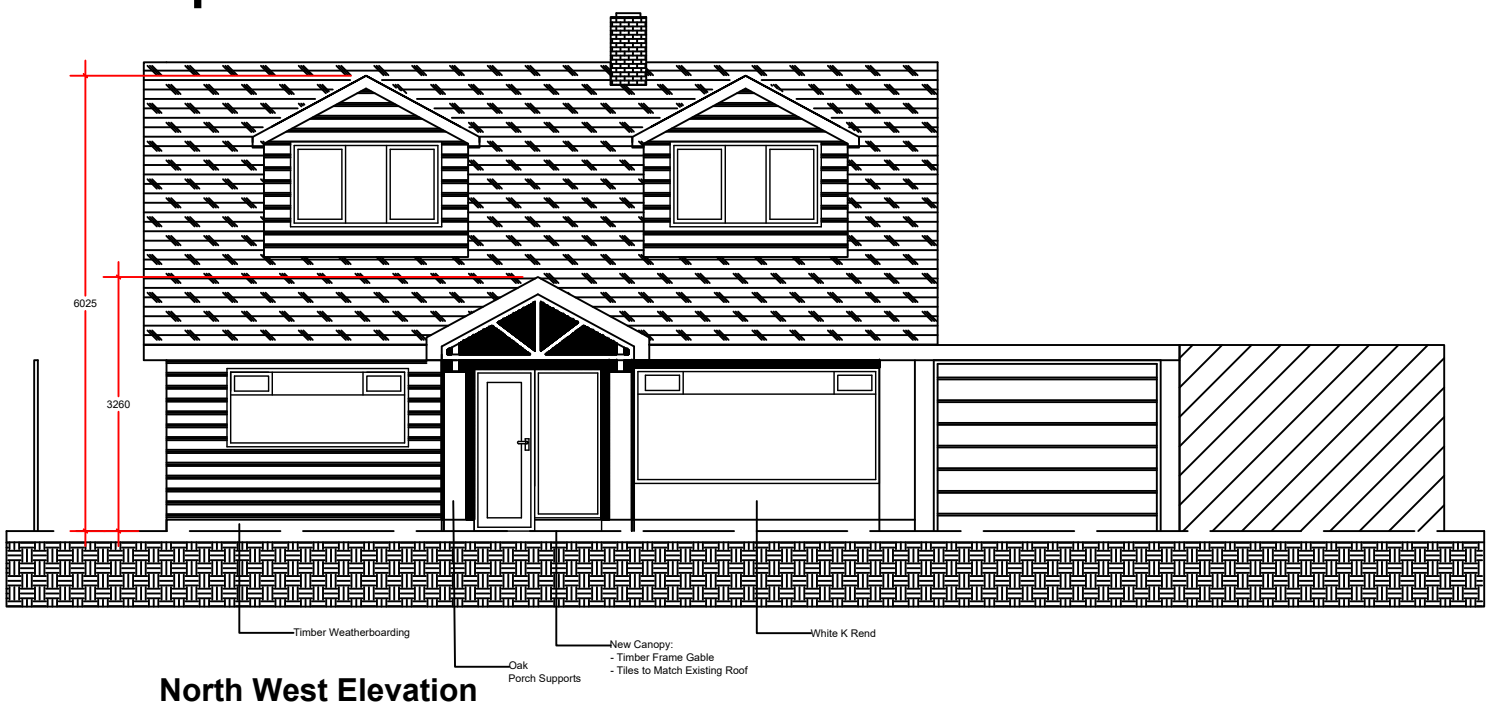 6025
3260
Timber Weatherboarding
Oak
Porch Supports
New Canopy:
- Timber Frame Gable
- Tiles to Match Existing Roof
White K Rend
North West Elevation